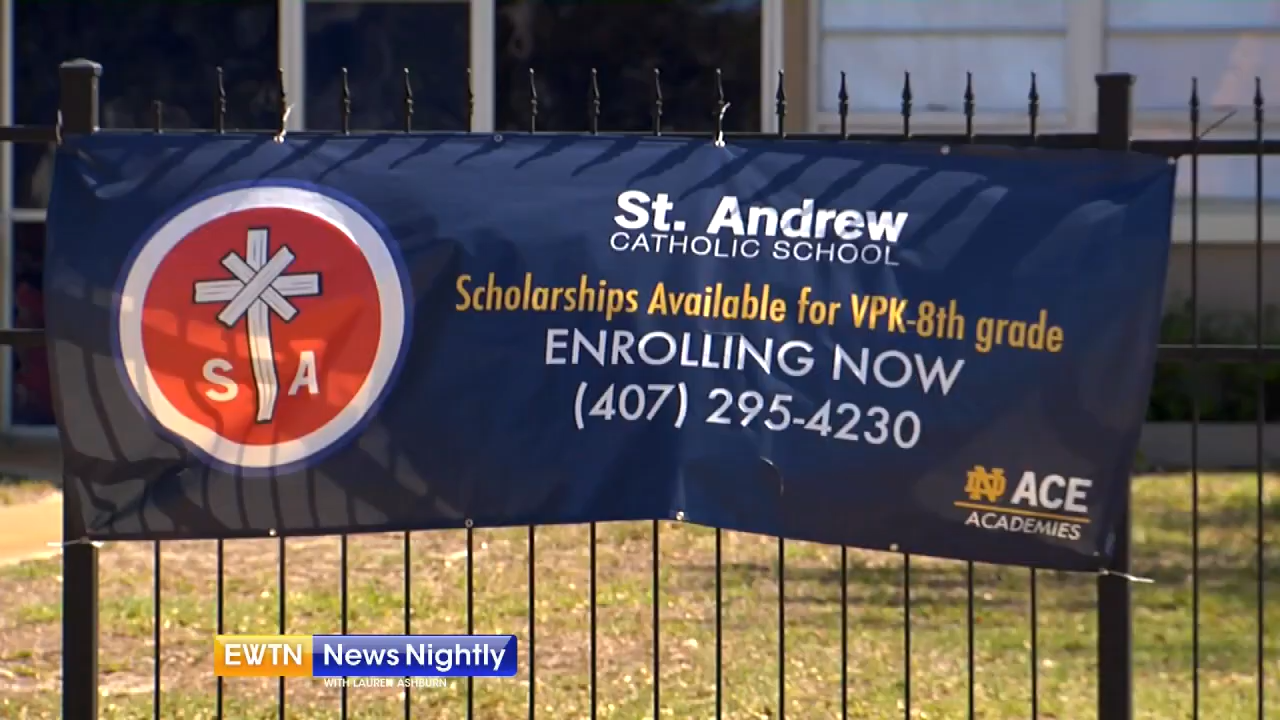 St. Andrew
CATHOLIC SCHOOL
Scholarships Available for VPK-8th grade
ENROLLING NOW
(407) 295-4230
S A
ND ACE
ACADEMIES
EWTN News Nightly
WITH LAUREN ASHBURN